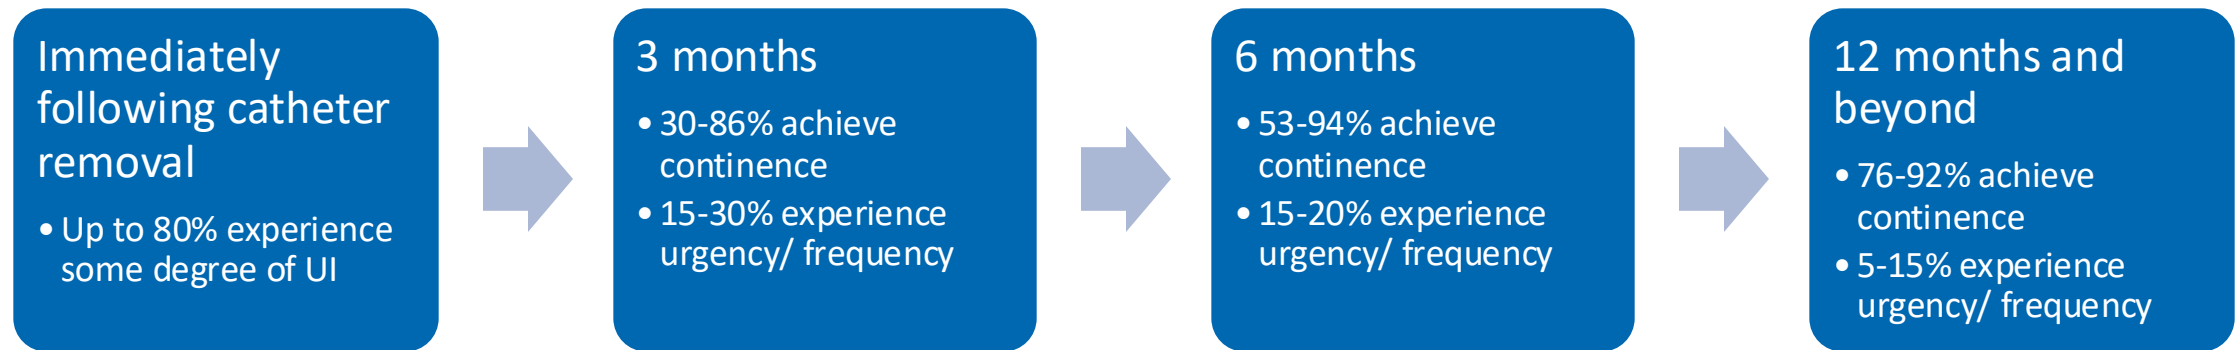 Immediately
following catheter
removal
• Up to 80% experience
some degree of UI
3 months
• 30-86% achieve
continence
• 15-30% experience
urgency/ frequency
6 months
• 53-94% achieve
continence
• 15-20% experience
urgency/ frequency
12 months and
beyond
• 76-92% achieve
continence
• 5-15% experience
urgency/ frequency